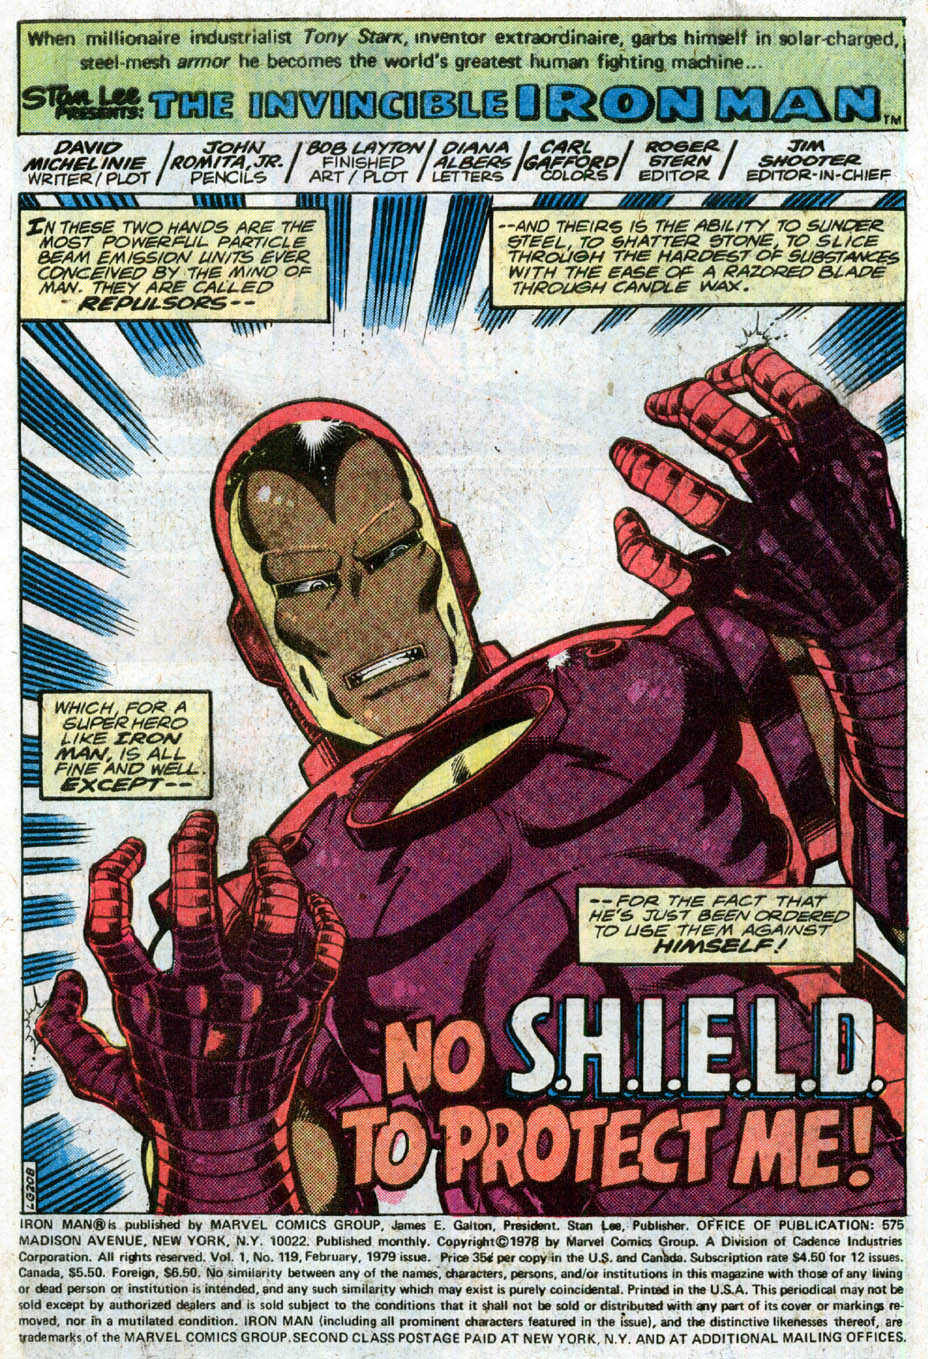 When millionaire industrialist Tony Stark, inventor extraordinaire, garbs himself in solar-charged,
steel-mesh armor he becomes the world's greatest human fighting machine...
STAN LEE
PRESENTS:
THE INVINCIBLE IRON MAN™
DAVID
MICHELINIE
WRITER/PLOT
JOHN
ROMITA, JR.
PENCILS
BOB LAYTON
FINISHED
ART/PLOT
DIANA
ALBERS
LETTERS
CARL
GAFFORD
COLORS
ROGER
STERN
EDITOR
JIM
SHOOTER
EDITOR-IN-CHIEF
IN THESE TWO HANDS ARE THE
MOST POWERFUL PARTICLE
BEAM EMISSION UNITS EVER
CONCEIVED BY THE MIND OF
MAN. THEY ARE CALLED
REPULSORS--
--AND THEIRS IS THE ABILITY TO SUNDER
STEEL, TO SHATTER STONE, TO SLICE
THROUGH THE HARDEST OF SUBSTANCES
WITH THE EASE OF A RAZORED BLADE
THROUGH CANDLE WAX.
WHICH, FOR A
SUPER HERO
LIKE IRON
MAN, IS ALL
FINE AND WELL.
EXCEPT--
--FOR THE FACT THAT
HE'S JUST BEEN ORDERED
TO USE THEM AGAINST
HIMSELF!
NO S.H.I.E.L.D.
TO PROTECT ME!
LG208
IRON MAN® is published by MARVEL COMICS GROUP, James E. Galton, President. Stan Lee, Publisher. OFFICE OF PUBLICATION: 575
MADISON AVENUE, NEW YORK, N.Y. 10022. Published monthly. Copyright © 1978 by Marvel Comics Group. A Division of Cadence Industries
Corporation. All rights reserved. Vol. 1, No. 119, February, 1979 issue. Price 35¢ per copy in the U.S. and Canada. Subscription rate $4.50 for 12 issues.
Canada, $5.50. Foreign, $6.50. No similarity between any of the names, characters, persons, and/or institutions in this magazine with those of any living
or dead person or institution is intended, and any such similarity which may exist is purely coincidental. Printed in the U.S.A. This periodical may not be
sold except by authorized dealers and is sold subject to the conditions that it shall not be sold or distributed with any part of its cover or markings re-
moved, nor in a mutilated condition. IRON MAN (including all prominent characters featured in the issue), and the distinctive likenesses thereof, are
trademarks of the MARVEL COMICS GROUP. SECOND CLASS POSTAGE PAID AT NEW YORK, N.Y. AND AT ADDITIONAL MAILING OFFICES.